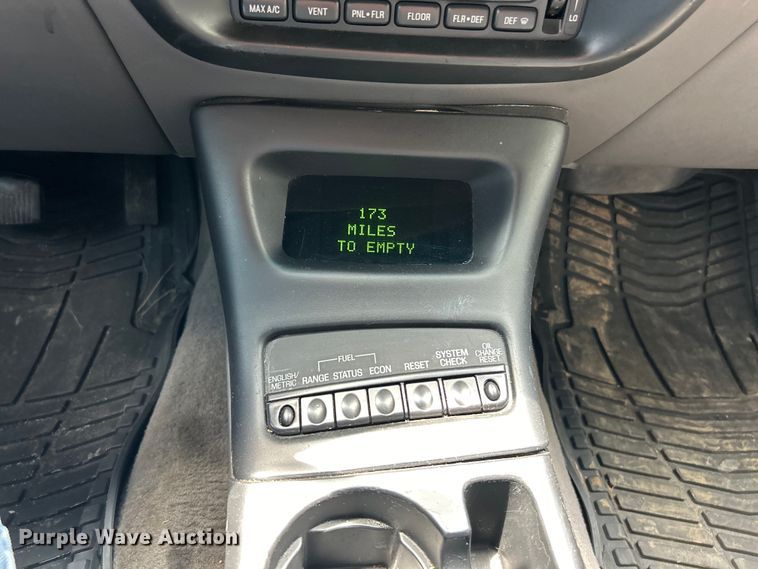 MAX A/C VENT PNL•FLR FLOOR FLR•DEF DEF LO
173
MILES
TO EMPTY
ENGLISH/
METRIC
FUEL
RANGE STATUS ECON
RESET
SYSTEM
CHECK
OIL
CHANGE
RESET
Purple Wave Auction